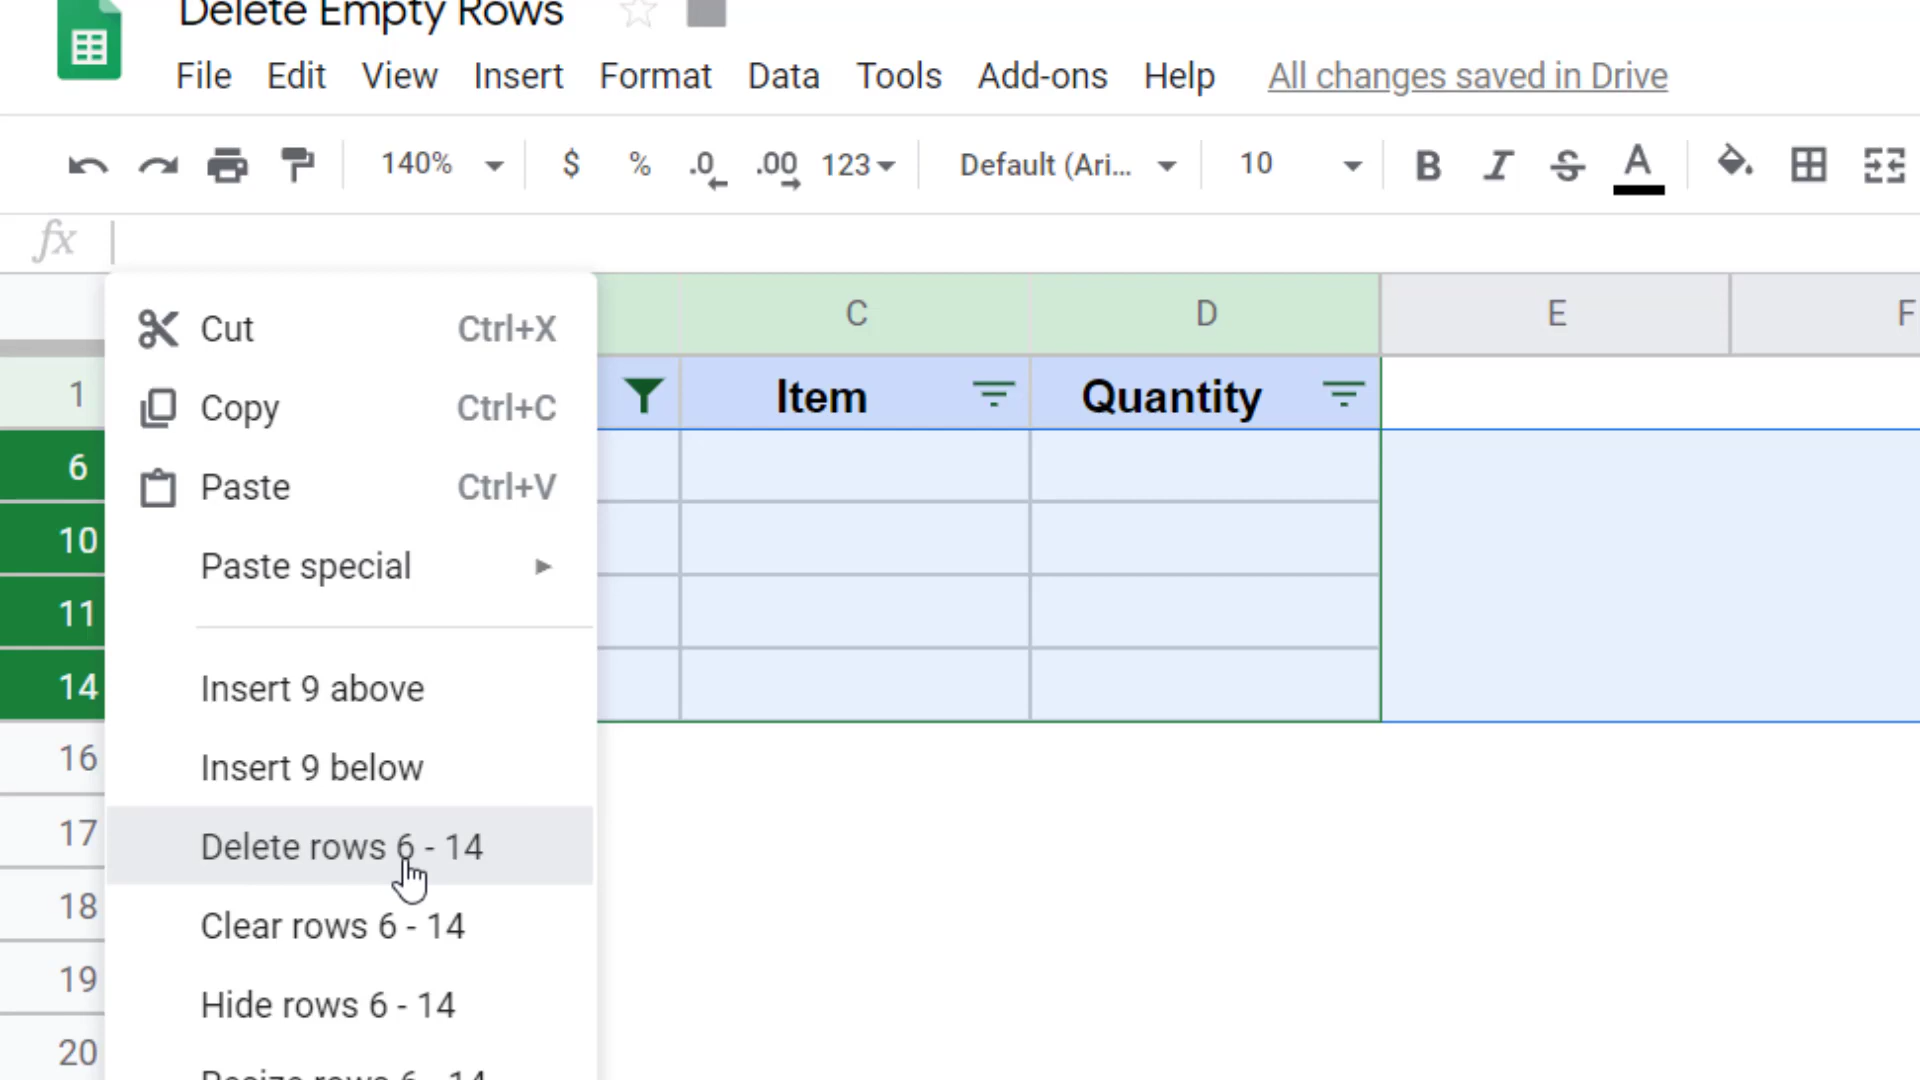 Delete Empty Rows
File Edit View Insert Format Data Tools Add-ons Help All changes saved in Drive
140% $ % .0 .00 123 Default (Ari... 10 B I S A
fx
C D E F
1 Item Quantity
6
10
11
14
16
17
18
19
20
Cut Ctrl+X
Copy Ctrl+C
Paste Ctrl+V
Paste special
Insert 9 above
Insert 9 below
Delete rows 6 - 14
Clear rows 6 - 14
Hide rows 6 - 14
Resize rows 6 - 14